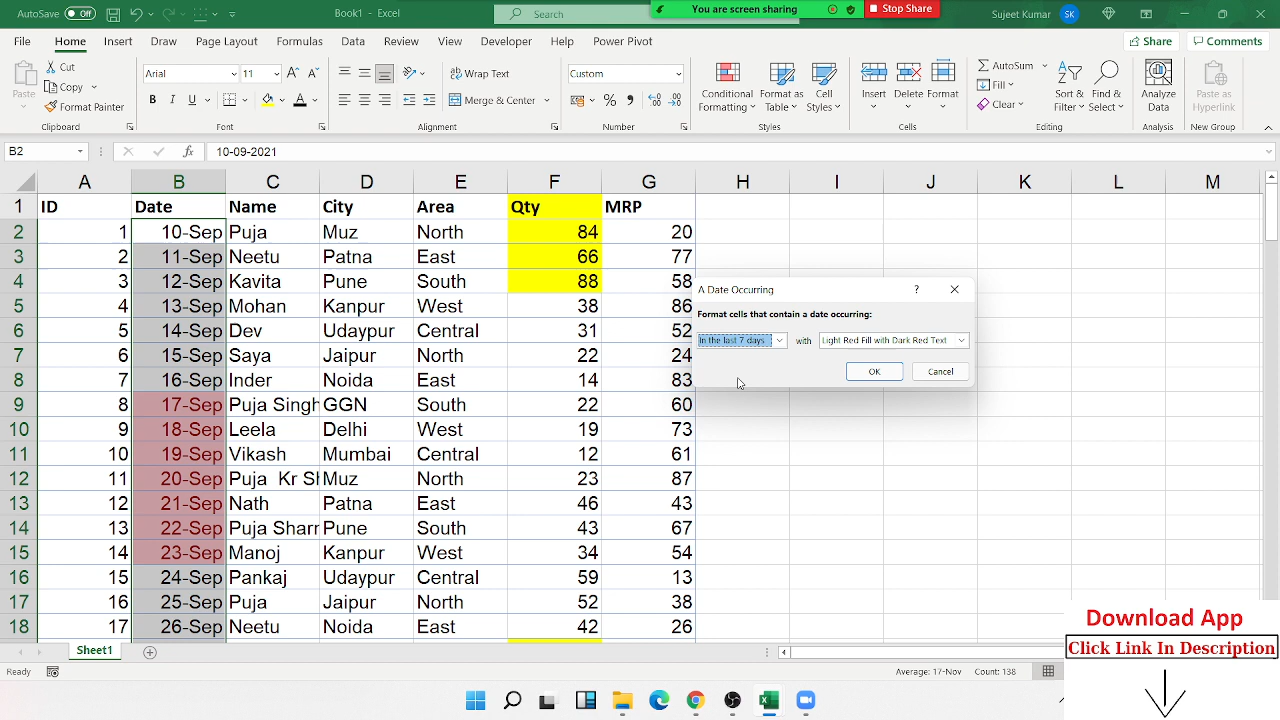 AutoSave Off Book1 - Excel Search You are screen sharing Stop Share Sujeet Kumar SK
File Home Insert Draw Page Layout Formulas Data Review View Developer Help Power Pivot Share Comments
Paste Cut Copy Format Painter Clipboard
Arial 11 B I U A Font
Wrap Text Merge & Center Alignment
Custom % Number
Conditional Formatting Format as Table Cell Styles Styles
Insert Delete Format Cells
AutoSum Fill Clear Sort & Filter Find & Select Editing
Analyze Data Analysis
Paste as Hyperlink New Group
B2 fx 10-09-2021
A B C D E F G H I J K L M
1 ID Date Name City Area Qty MRP
2 1 10-Sep Puja Muz North 84 20
3 2 11-Sep Neetu Patna East 66 77
4 3 12-Sep Kavita Pune South 88 58
5 4 13-Sep Mohan Kanpur West 38 86
6 5 14-Sep Dev Udaypur Central 31 52
7 6 15-Sep Saya Jaipur North 22 24
8 7 16-Sep Inder Noida East 14 83
9 8 17-Sep Puja Singh GGN South 22 60
10 9 18-Sep Leela Delhi West 19 73
11 10 19-Sep Vikash Mumbai Central 12 61
12 11 20-Sep Puja Kr Sh Muz North 23 87
13 12 21-Sep Nath Patna East 46 43
14 13 22-Sep Puja Sharm Pune South 43 67
15 14 23-Sep Manoj Kanpur West 34 54
16 15 24-Sep Pankaj Udaypur Central 59 13
17 16 25-Sep Puja Jaipur North 52 38
18 17 26-Sep Neetu Noida East 42 26
A Date Occurring ?
Format cells that contain a date occurring:
In the last 7 days with Light Red Fill with Dark Red Text
OK Cancel
Sheet1
Ready Average: 17-Nov Count: 138
Download App
Click Link In Description